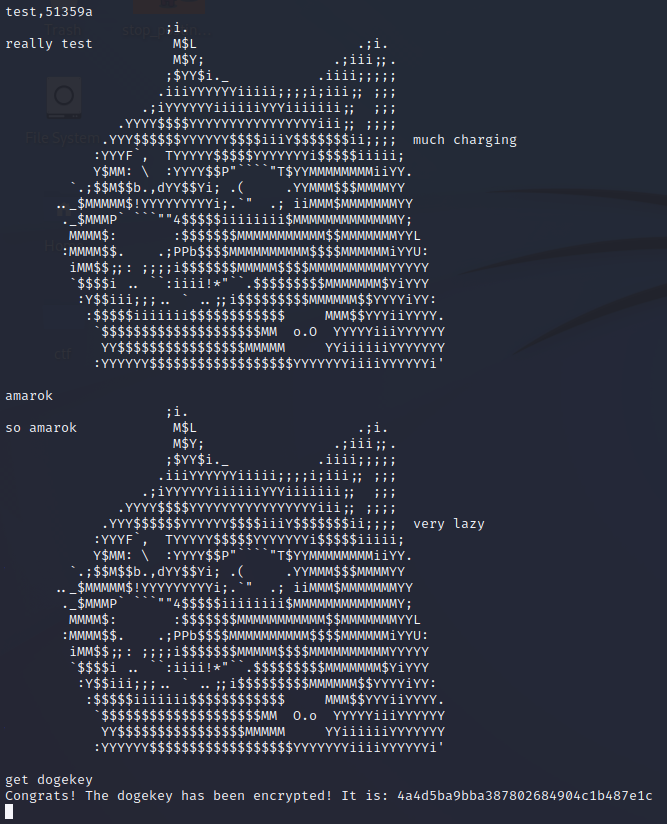 test,51359a
                    ;i.
really test          M$L                    .;i.
                     M$Y;                .;iii;;.
                    ;$YY$i._           .iiii;;;;;
                   .iiiYYYYYYiiiii;;;;i;iii;; ;;;
                 .;iYYYYYYiiiiiiYYYiiiiiii;;  ;;;
              .YYYY$$$$YYYYYYYYYYYYYYYYiii;; ;;;;
            .YYY$$$$$$YYYYYY$$$$iiiY$$$$$$$ii;;;;  much charging
           :YYYF`,  TYYYYY$$$$$YYYYYYYi$$$$$iiiii;
           Y$MM: \  :YYYY$$P"````"T$YYMMMMMMMMiiYY.
        `.;$$M$$b.,dYY$$Yi; .(     .YYMMM$$$MMMMYY
      .._$MMMMM$!YYYYYYYYYi;.`"  .; iiMMM$MMMMMMMYY
       ._$MMMP` ```""4$$$$$iiiiiiii$MMMMMMMMMMMMMY;
        MMMM$:       :$$$$$$$MMMMMMMMMMM$$MMMMMMMYYL
       :MMMM$$.    .;PPb$$$$MMMMMMMMMM$$$$MMMMMMiYYU:
        iMM$$;;: ;;;;i$$$$$$$MMMMM$$$$MMMMMMMMMMYYYYY
        `$$$$i .. ``:iiii!*"``.$$$$$$$$$MMMMMMM$YiYYY
         :Y$$iii;;;.. ` ..;;i$$$$$$$$$MMMMMM$$YYYYiYY:
          :$$$$$iiiiiii$$$$$$$$$$$     MMM$$YYYiiYYYY.
           `$$$$$$$$$$$$$$$$$$$$MM  o.O  YYYYYiiiYYYYYY
            YY$$$$$$$$$$$$$$$$MMMMM     YYiiiiiiYYYYYYY
           :YYYYYY$$$$$$$$$$$$$$$$$$YYYYYYYiiiiYYYYYYi'
amarok
                    ;i.
so amarok            M$L                    .;i.
                     M$Y;                .;iii;;.
                    ;$YY$i._           .iiii;;;;;
                   .iiiYYYYYYiiiii;;;;i;iii;; ;;;
                 .;iYYYYYYiiiiiiYYYiiiiiii;;  ;;;
              .YYYY$$$$YYYYYYYYYYYYYYYYiii;; ;;;;
            .YYY$$$$$$YYYYYY$$$$iiiY$$$$$$$ii;;;;  very lazy
           :YYYF`,  TYYYYY$$$$$YYYYYYYi$$$$$iiiii;
           Y$MM: \  :YYYY$$P"````"T$YYMMMMMMMMiiYY.
        `.;$$M$$b.,dYY$$Yi; .(     .YYMMM$$$MMMMYY
      .._$MMMMM$!YYYYYYYYYi;.`"  .; iiMMM$MMMMMMMYY
       ._$MMMP` ```""4$$$$$iiiiiiii$MMMMMMMMMMMMMY;
        MMMM$:       :$$$$$$$MMMMMMMMMMM$$MMMMMMMYYL
       :MMMM$$.    .;PPb$$$$MMMMMMMMMM$$$$MMMMMMiYYU:
        iMM$$;;: ;;;;i$$$$$$$MMMMM$$$$MMMMMMMMMMYYYYY
        `$$$$i .. ``:iiii!*"``.$$$$$$$$$MMMMMMM$YiYYY
         :Y$$iii;;;.. ` ..;;i$$$$$$$$$MMMMMM$$YYYYiYY:
          :$$$$$iiiiiii$$$$$$$$$$$     MMM$$YYYiiYYYY.
           `$$$$$$$$$$$$$$$$$$$$MM  O.o  YYYYYiiiYYYYYY
            YY$$$$$$$$$$$$$$$$MMMMM     YYiiiiiiYYYYYYY
           :YYYYYY$$$$$$$$$$$$$$$$$$YYYYYYYiiiiYYYYYYi'
get dogekey
Congrats! The dogekey has been encrypted! It is: 4a4d5ba9bba387802684904c1b487e1c